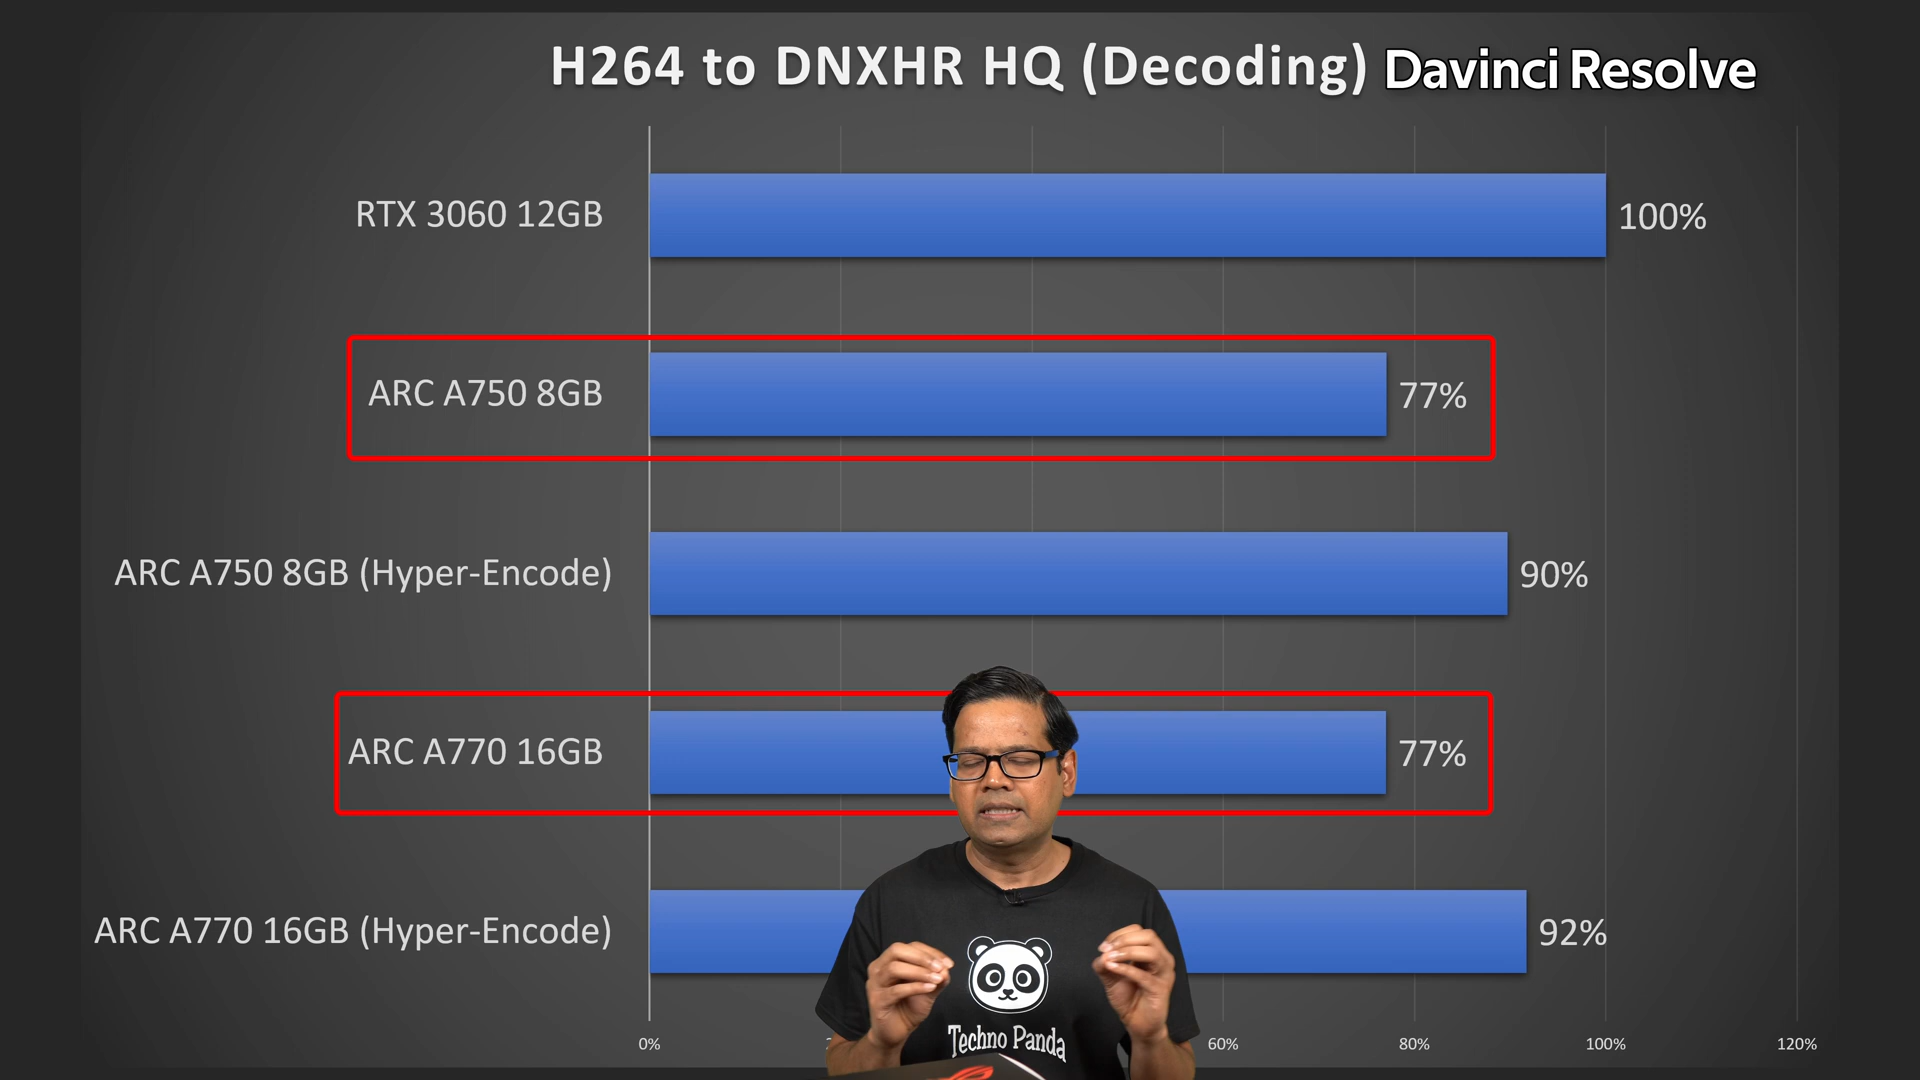 H264 to DNXHR HQ (Decoding) Davinci Resolve
RTX 3060 12GB 100%
ARC A750 8GB 77%
ARC A750 8GB (Hyper-Encode) 90%
ARC A770 16GB 77%
ARC A770 16GB (Hyper-Encode) 92%
Techno Panda
0% 60% 80% 100% 120%